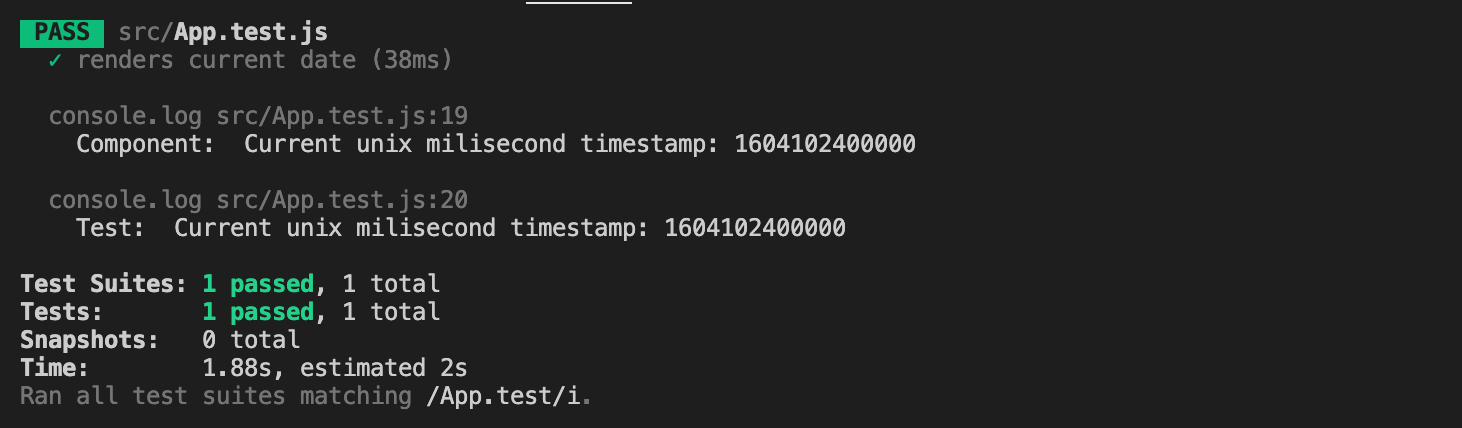 PASS src/App.test.js
✓ renders current date (38ms)
console.log src/App.test.js:19
Component:  Current unix milisecond timestamp: 1604102400000
console.log src/App.test.js:20
Test:  Current unix milisecond timestamp: 1604102400000
Test Suites: 1 passed, 1 total
Tests:       1 passed, 1 total
Snapshots:   0 total
Time:        1.88s, estimated 2s
Ran all test suites matching /App.test/i.